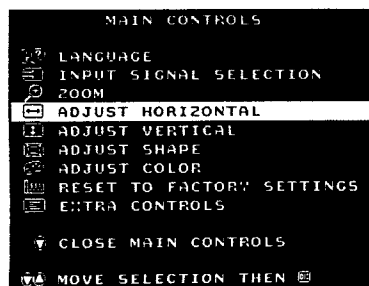 MAIN CONTROLS
LANGUAGE
INPUT SIGNAL SELECTION
ZOOM
ADJUST HORIZONTAL
ADJUST VERTICAL
ADJUST SHAPE
ADJUST COLOR
RESET TO FACTORY SETTINGS
EXTRA CONTROLS
CLOSE MAIN CONTROLS
MOVE SELECTION THEN